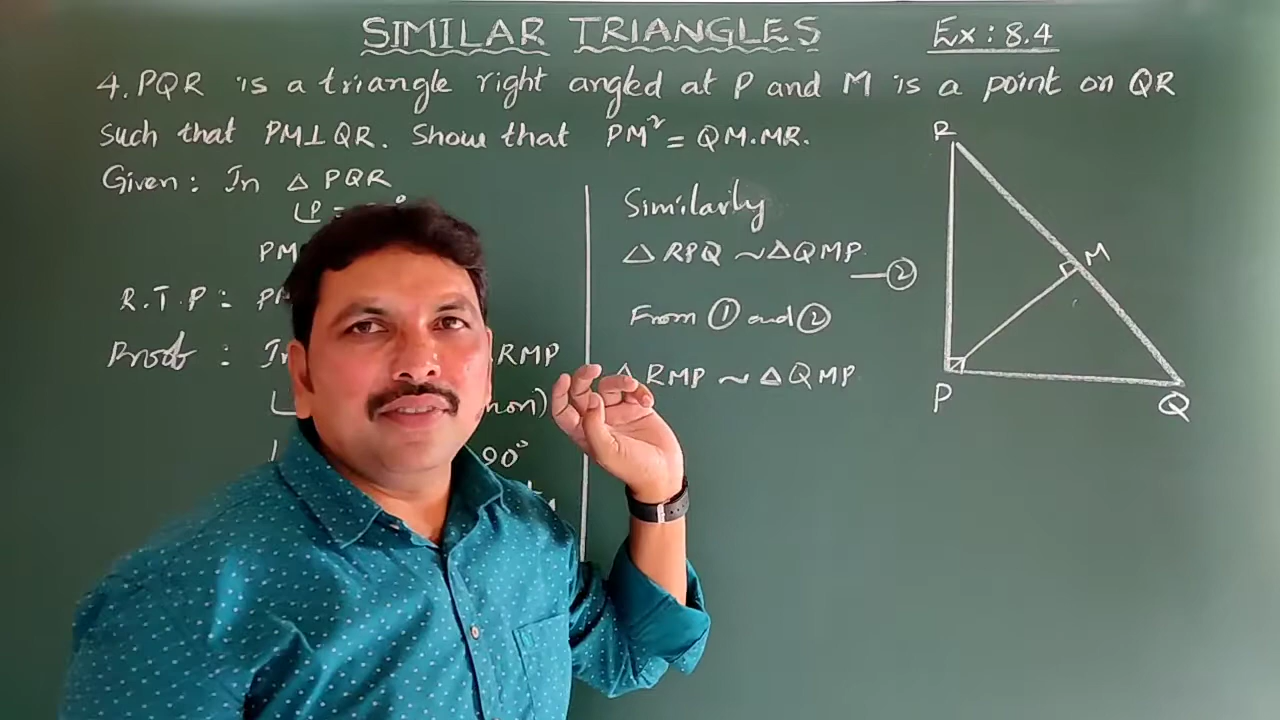 SIMILAR TRIANGLES
Ex: 8.4
4. PQR is a triangle right angled at P and M is a point on QR
such that PM⊥QR. Show that PM² = QM.MR.
Given: In △ PQR
PM
R.T.P:
Proof : In RMP
90°
Similarly
△ RPQ ~ △QMP —②
From ① and ②
△ RMP ~ △QMP
R
M
P
Q